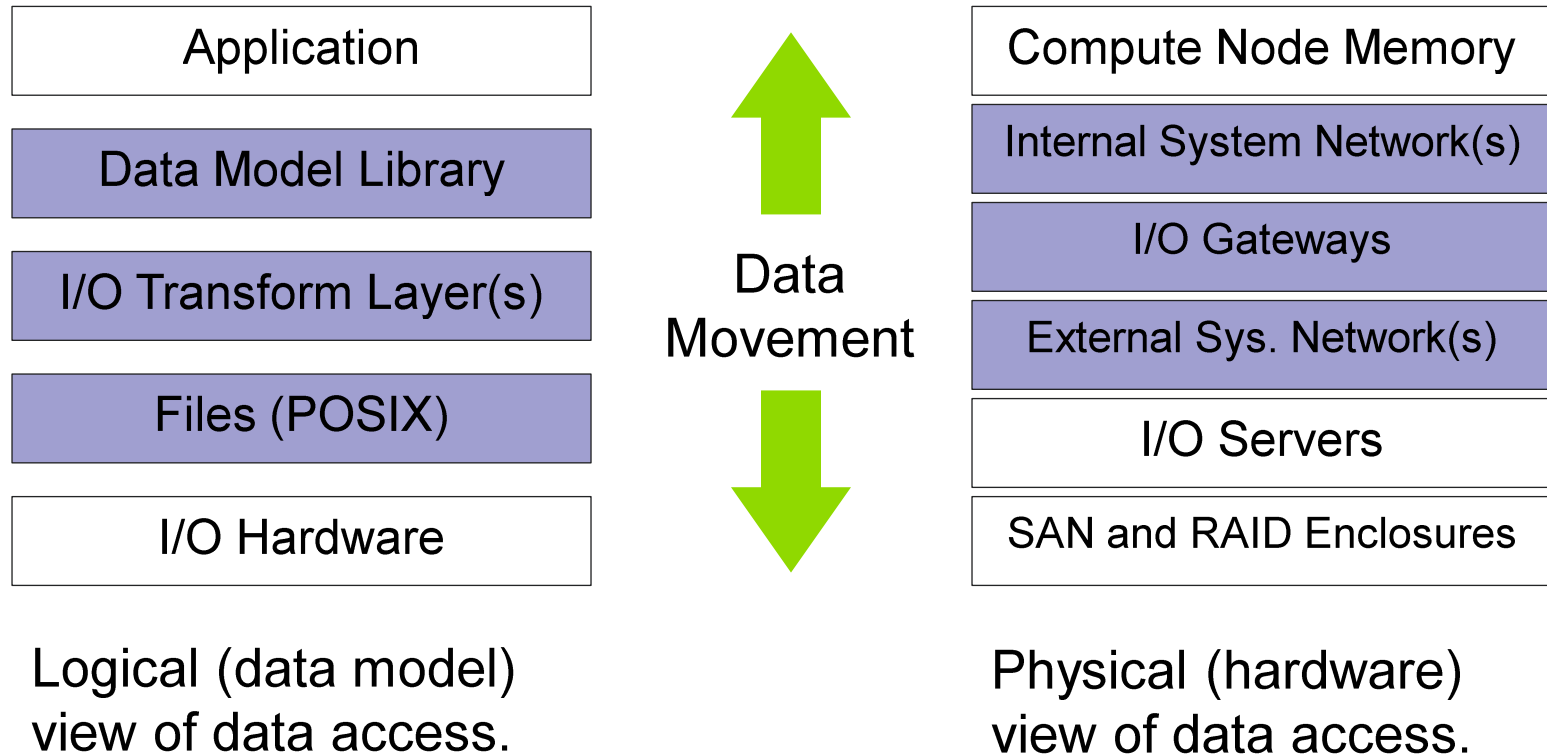 Application
Data Model Library
I/O Transform Layer(s)
Files (POSIX)
I/O Hardware
Logical (data model)
view of data access.
Data
Movement
Compute Node Memory
Internal System Network(s)
I/O Gateways
External Sys. Network(s)
I/O Servers
SAN and RAID Enclosures
Physical (hardware)
view of data access.